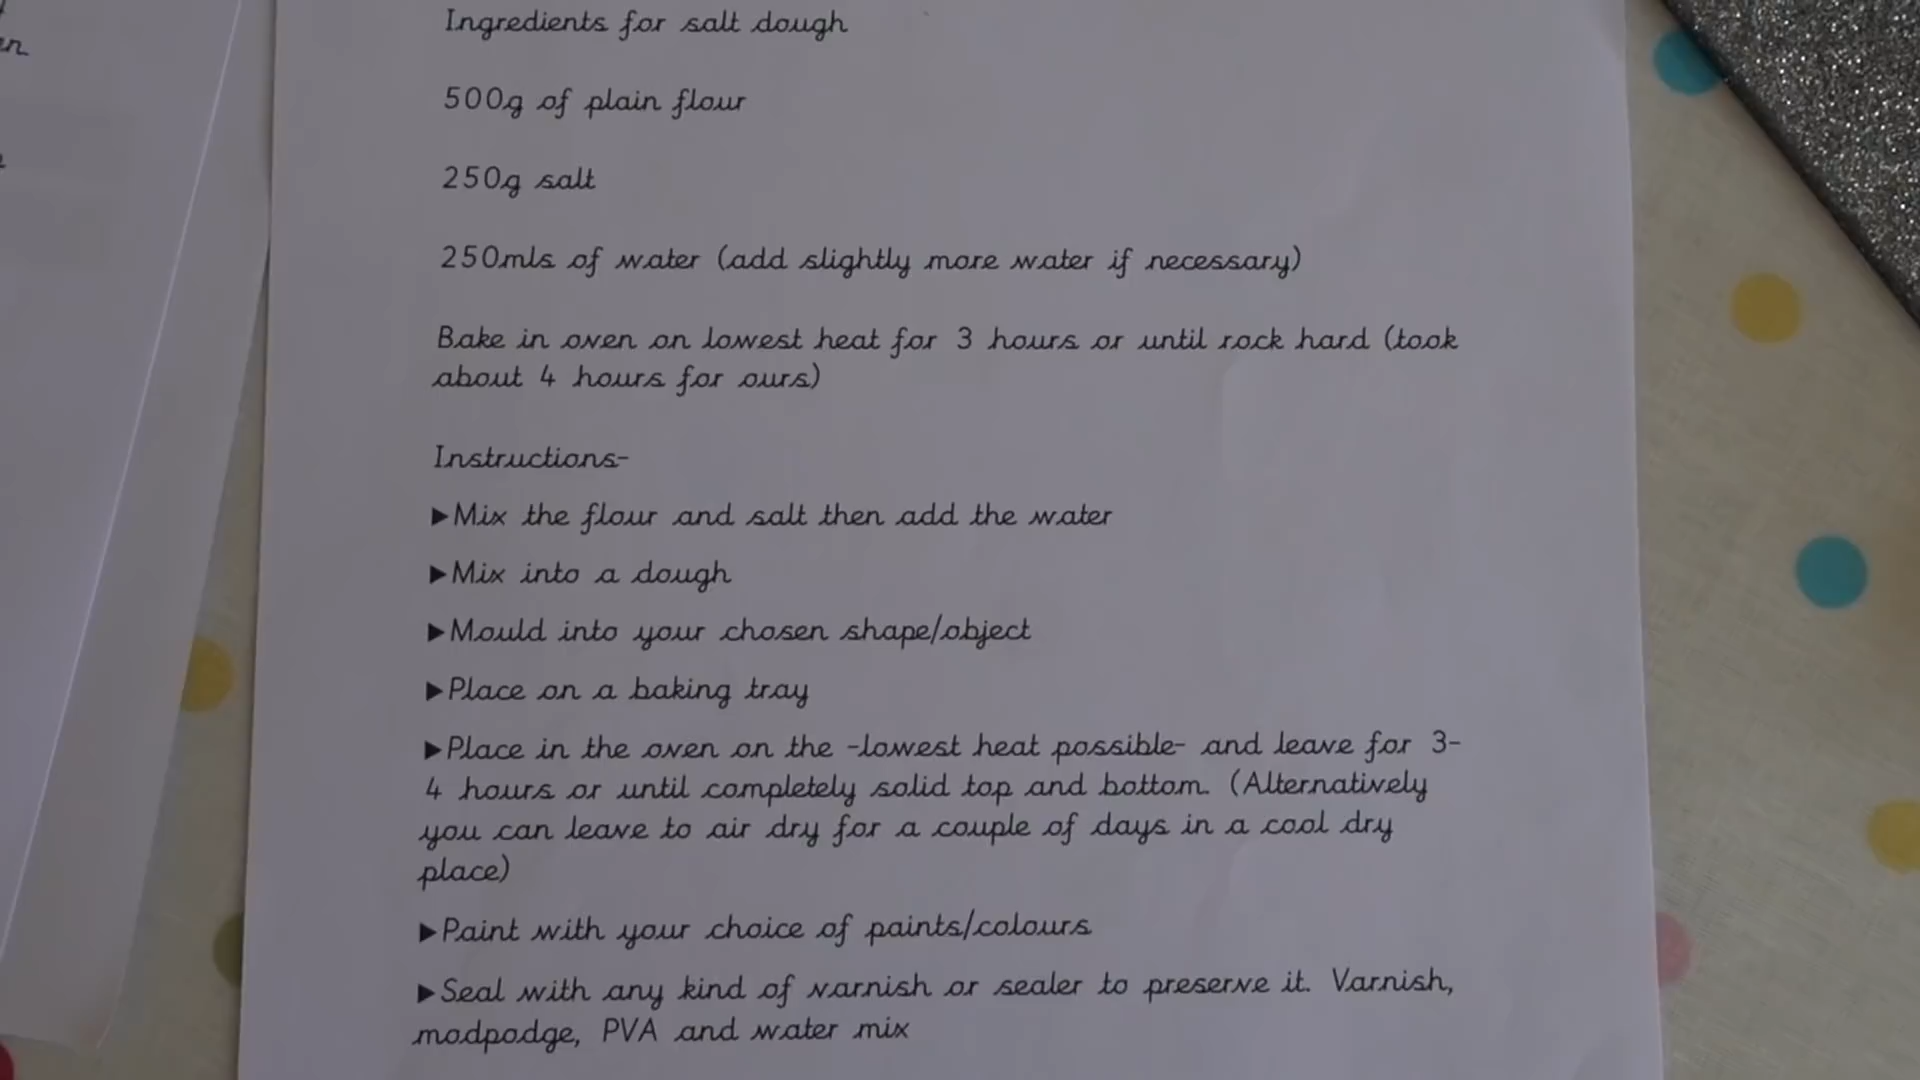 en
Ingredients for salt dough
500g of plain flour
250g salt
250mls of water (add slightly more water if necessary)
Bake in oven on lowest heat for 3 hours or until rock hard (took
about 4 hours for ours)
Instructions-
►Mix the flour and salt then add the water
►Mix into a dough
►Mould into your chosen shape/object
►Place on a baking tray
►Place in the oven on the -lowest heat possible- and leave for 3-
4 hours or until completely solid top and bottom. (Alternatively
you can leave to air dry for a couple of days in a cool dry
place)
►Paint with your choice of paints/colours
►Seal with any kind of varnish or sealer to preserve it. Varnish,
modpodge, PVA and water mix